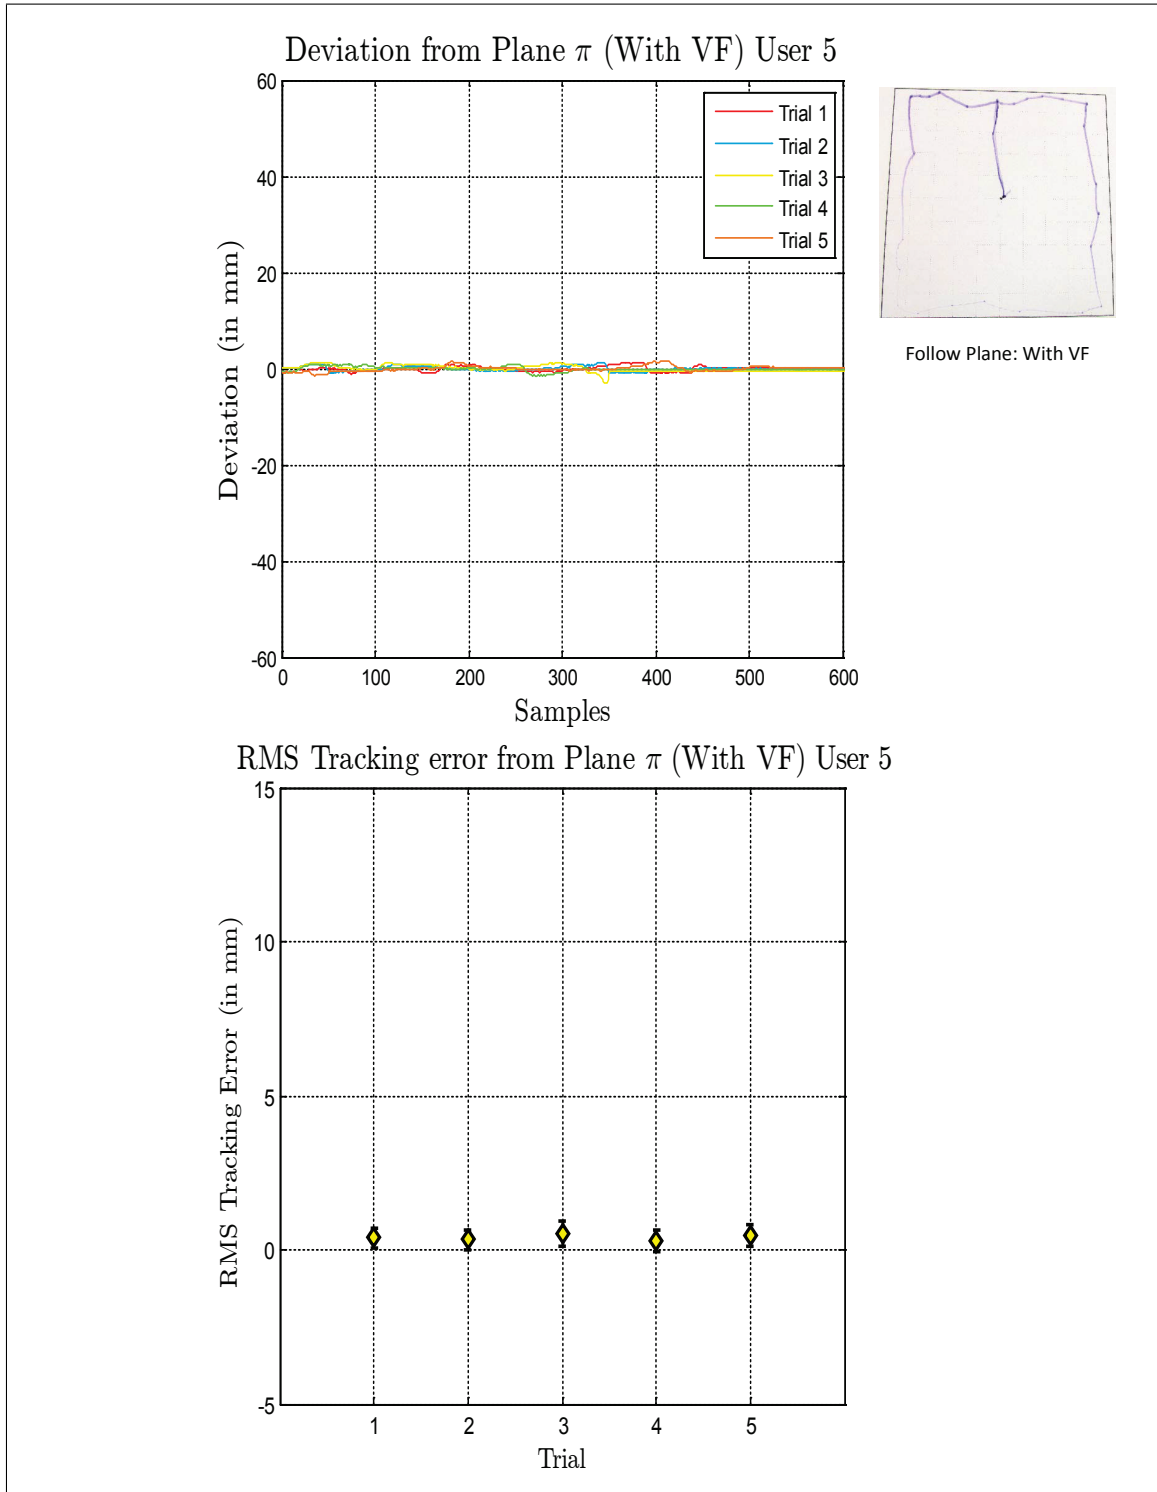 Deviation from Plane π (With VF) User 5
60
40
20
0
-20
-40
-60
Deviation (in mm)
Trial 1
Trial 2
Trial 3
Trial 4
Trial 5
0 100 200 300 400 500 600
Samples
Follow Plane: With VF
RMS Tracking error from Plane π (With VF) User 5
15
10
5
0
-5
RMS Tracking Error (in mm)
1 2 3 4 5
Trial